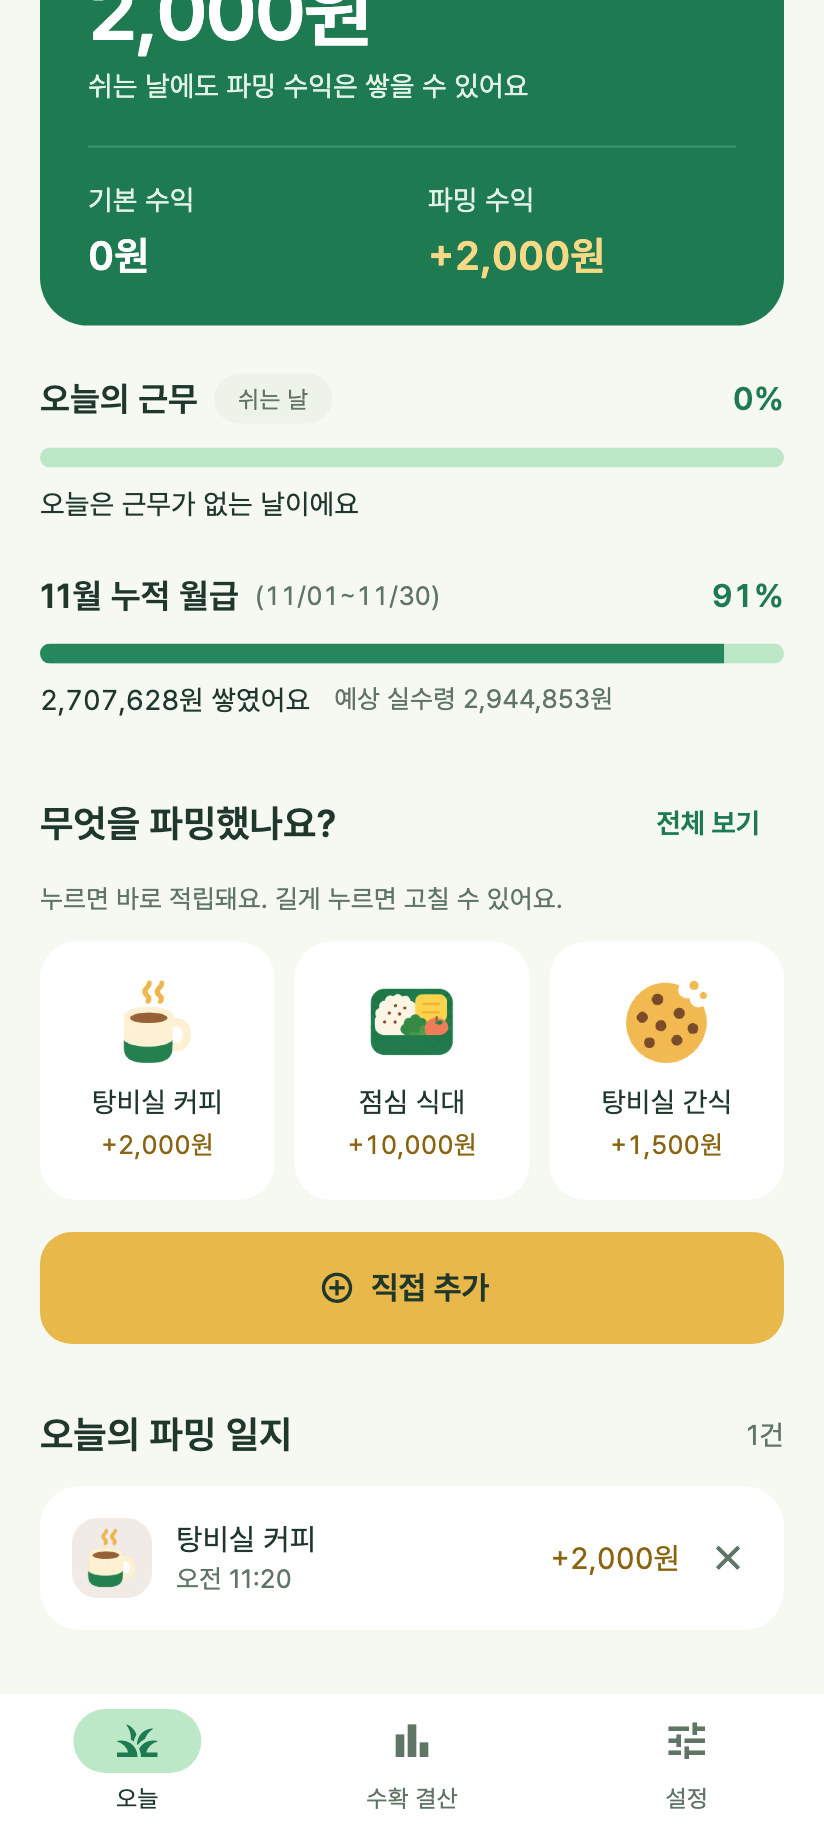 2,000원
쉬는 날에도 파밍 수익은 쌓을 수 있어요
기본 수익 파밍 수익
0원 +2,000원
오늘의 근무 쉬는 날 0%
오늘은 근무가 없는 날이에요
11월 누적 월급 (11/01~11/30) 91%
2,707,628원 쌓였어요 예상 실수령 2,944,853원
무엇을 파밍했나요? 전체 보기
누르면 바로 적립돼요. 길게 누르면 고칠 수 있어요.
탕비실 커피 점심 식대 탕비실 간식
+2,000원 +10,000원 +1,500원
직접 추가
오늘의 파밍 일지 1건
탕비실 커피
오전 11:20
+2,000원
오늘 수확 결산 설정